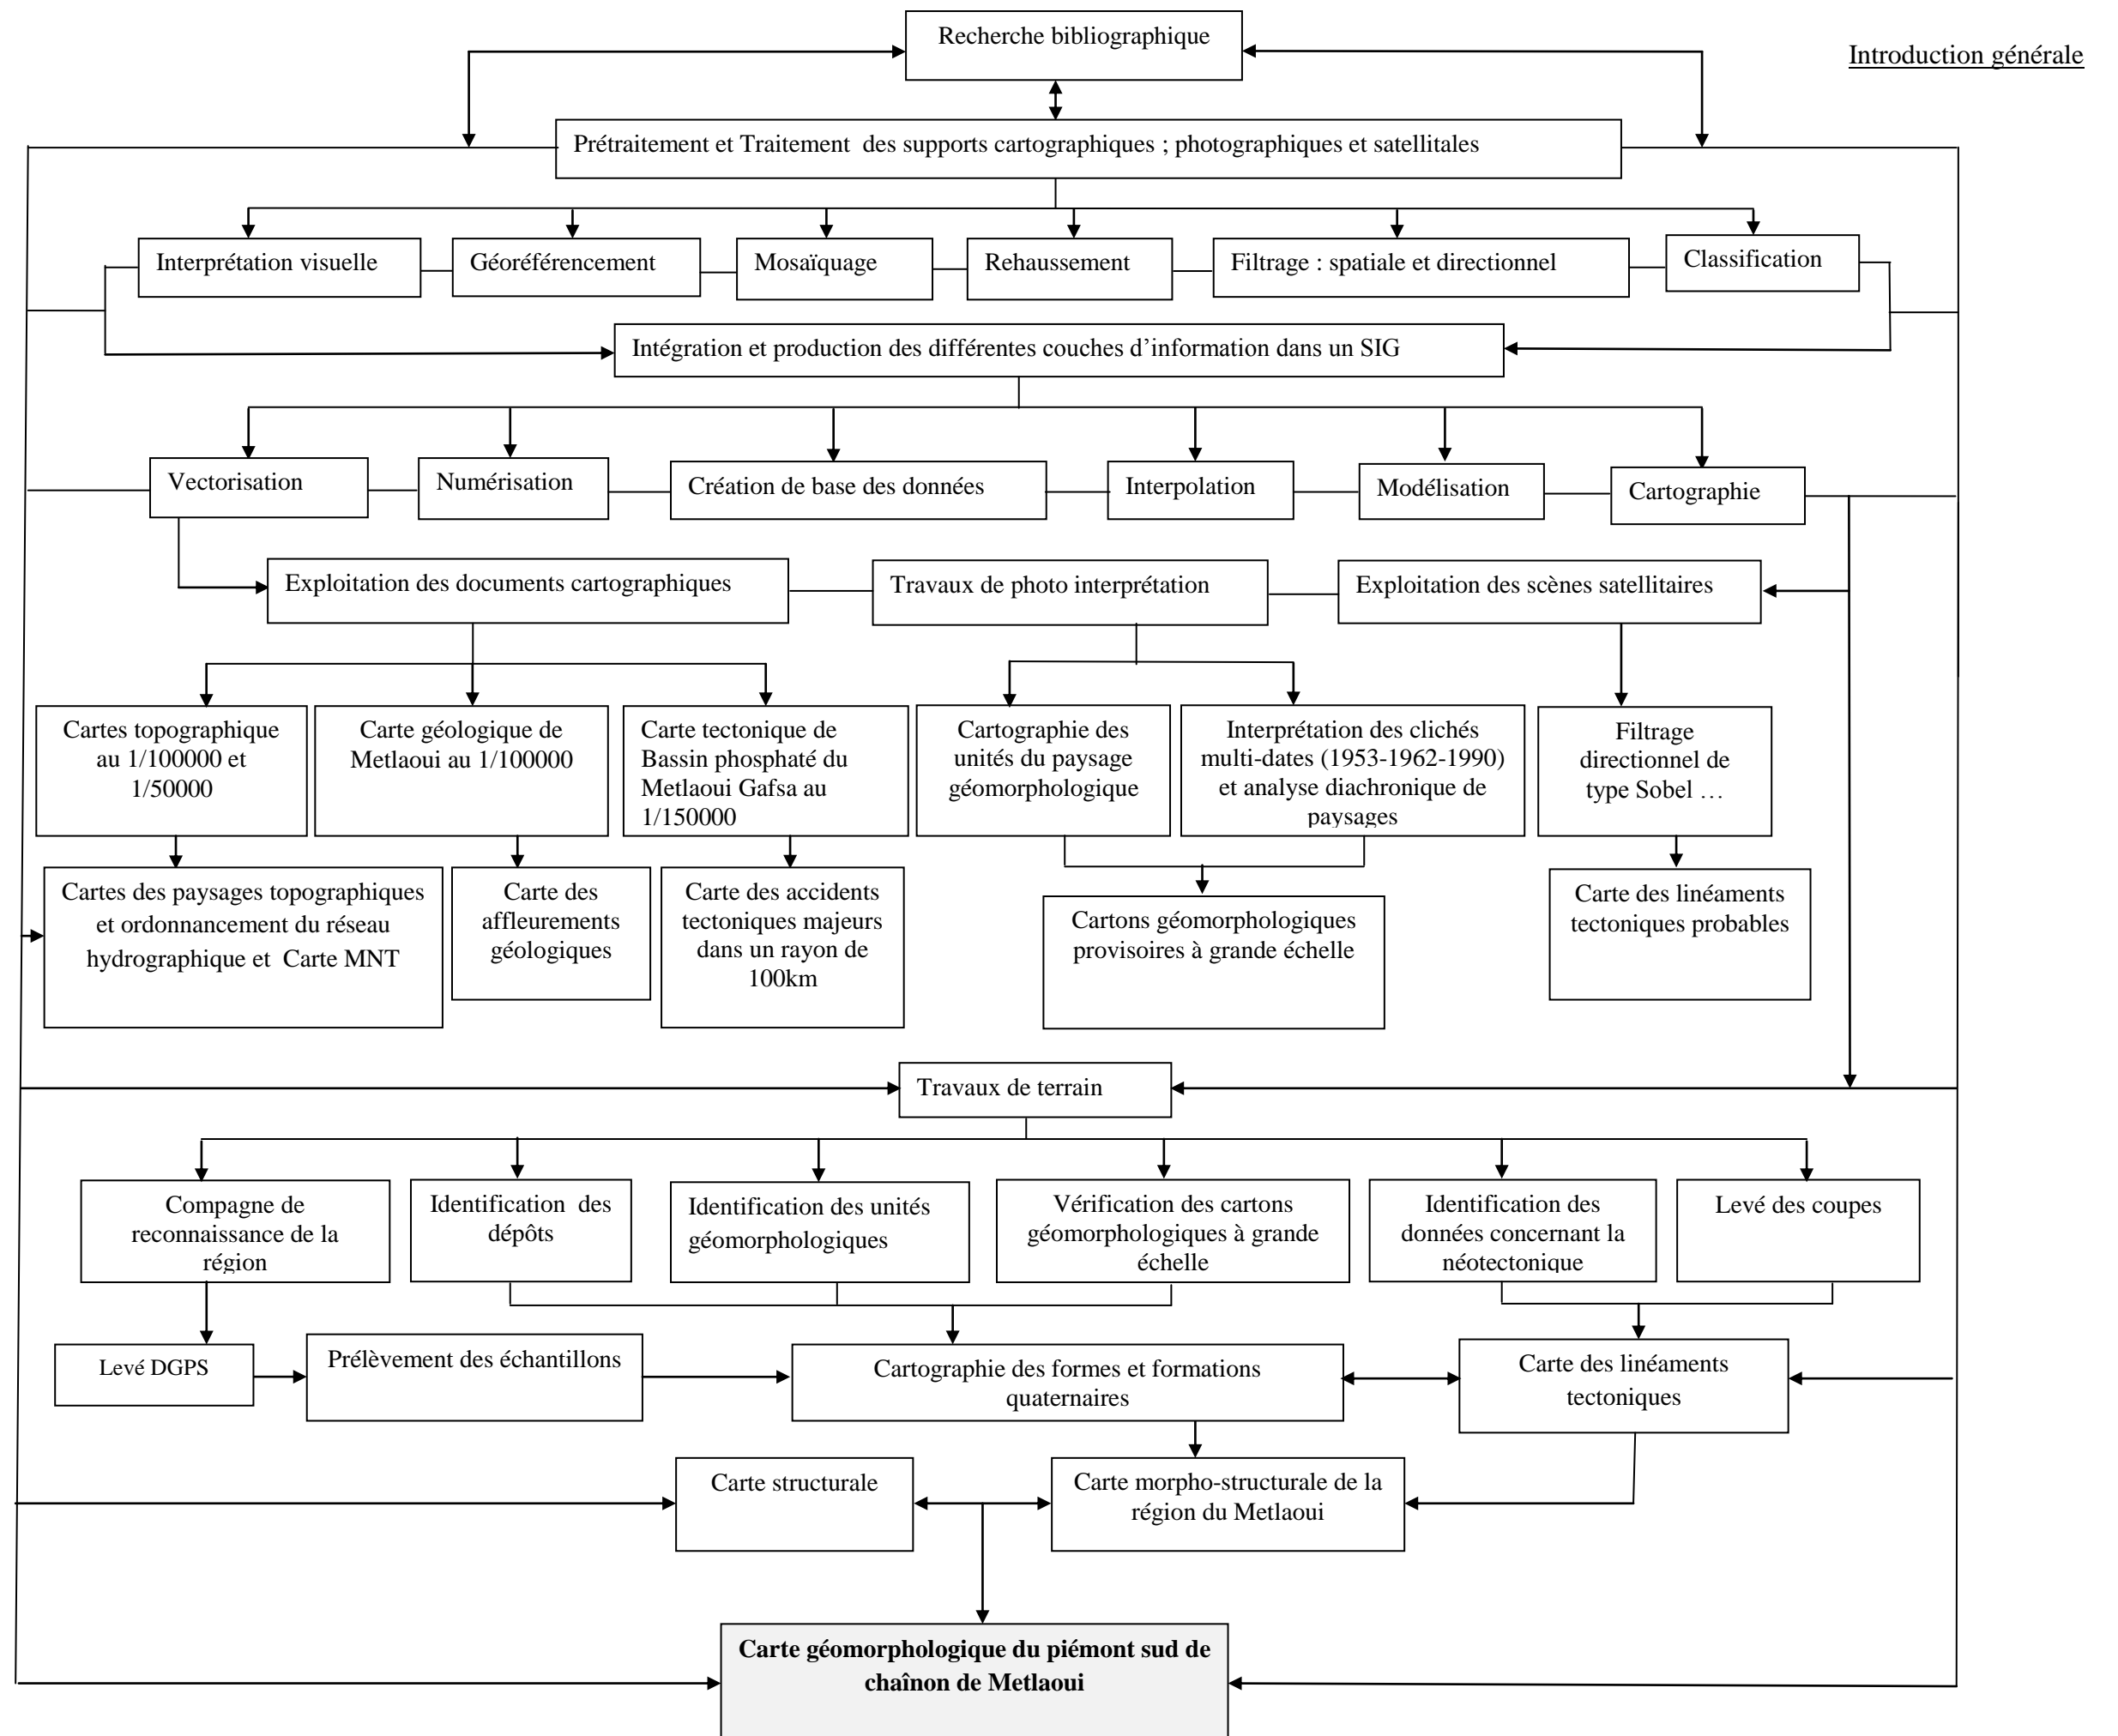 Recherche bibliographique
Introduction générale
Prétraitement et Traitement des supports cartographiques ; photographiques et satellitales
Interprétation visuelle
Géoréférencement
Mosaïquage
Rehaussement
Filtrage : spatiale et directionnel
Classification
Intégration et production des différentes couches d’information dans un SIG
Vectorisation
Numérisation
Création de base des données
Interpolation
Modélisation
Cartographie
Exploitation des documents cartographiques
Travaux de photo interprétation
Exploitation des scènes satellitaires
Cartes topographique
au 1/100000 et
1/50000
Carte géologique de
Metlaoui au 1/100000
Carte tectonique de
Bassin phosphaté du
Metlaoui Gafsa au
1/150000
Cartographie des
unités du paysage
géomorphologique
Interprétation des clichés
multi-dates (1953-1962-1990)
et analyse diachronique de
paysages
Filtrage
directionnel de
type Sobel …
Cartes des paysages topographiques
et ordonnancement du réseau
hydrographique et Carte MNT
Carte des
affleurements
géologiques
Carte des accidents
tectoniques majeurs
dans un rayon de
100km
Cartons géomorphologiques
provisoires à grande échelle
Carte des linéaments
tectoniques probables
Travaux de terrain
Compagne de
reconnaissance de la
région
Identification des
dépôts
Identification des unités
géomorphologiques
Vérification des cartons
géomorphologiques à grande
échelle
Identification des
données concernant la
néotectonique
Levé des coupes
Levé DGPS
Prélèvement des échantillons
Cartographie des formes et formations
quaternaires
Carte des linéaments
tectoniques
Carte structurale
Carte morpho-structurale de la
région du Metlaoui
Carte géomorphologique du piémont sud de
chaînon de Metlaoui